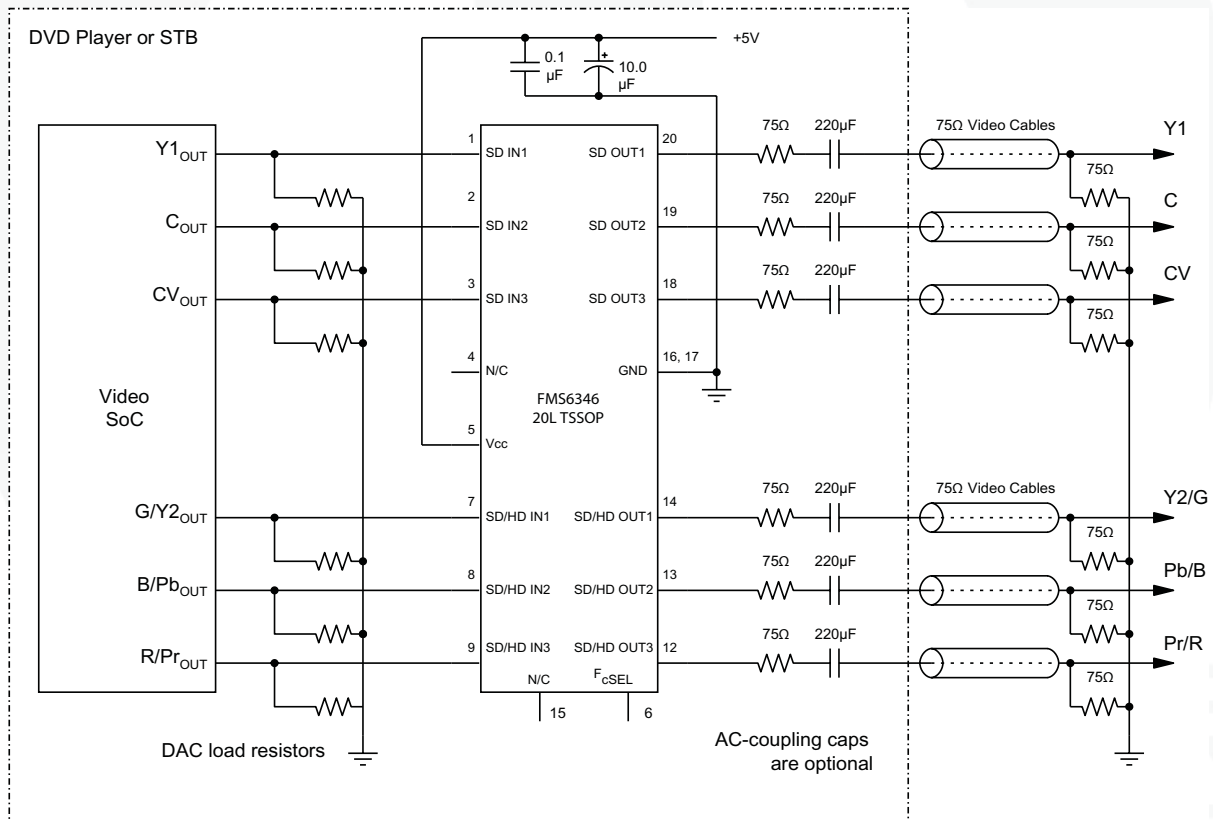 DVD Player or STB
+5V
0.1
µF
+
10.0
µF
75Ω 220µF 75Ω Video Cables Y1
Y1OUT 1 SD IN1 SD OUT1 20 75Ω
2 75Ω 220µF C
COUT SD IN2 SD OUT2 19 75Ω
75Ω 220µF CV
CVOUT 3 SD IN3 SD OUT3 18 75Ω
4 N/C GND 16, 17
Video
SoC
FMS6346
20L TSSOP
5 Vcc
75Ω 220µF 75Ω Video Cables Y2/G
G/Y2OUT 7 SD/HD IN1 SD/HD OUT1 14 75Ω
75Ω 220µF Pb/B
B/PbOUT 8 SD/HD IN2 SD/HD OUT2 13 75Ω
75Ω 220µF Pr/R
R/PrOUT 9 SD/HD IN3 SD/HD OUT3 12 75Ω
N/C FcSEL
15 6
DAC load resistors
AC-coupling caps
are optional